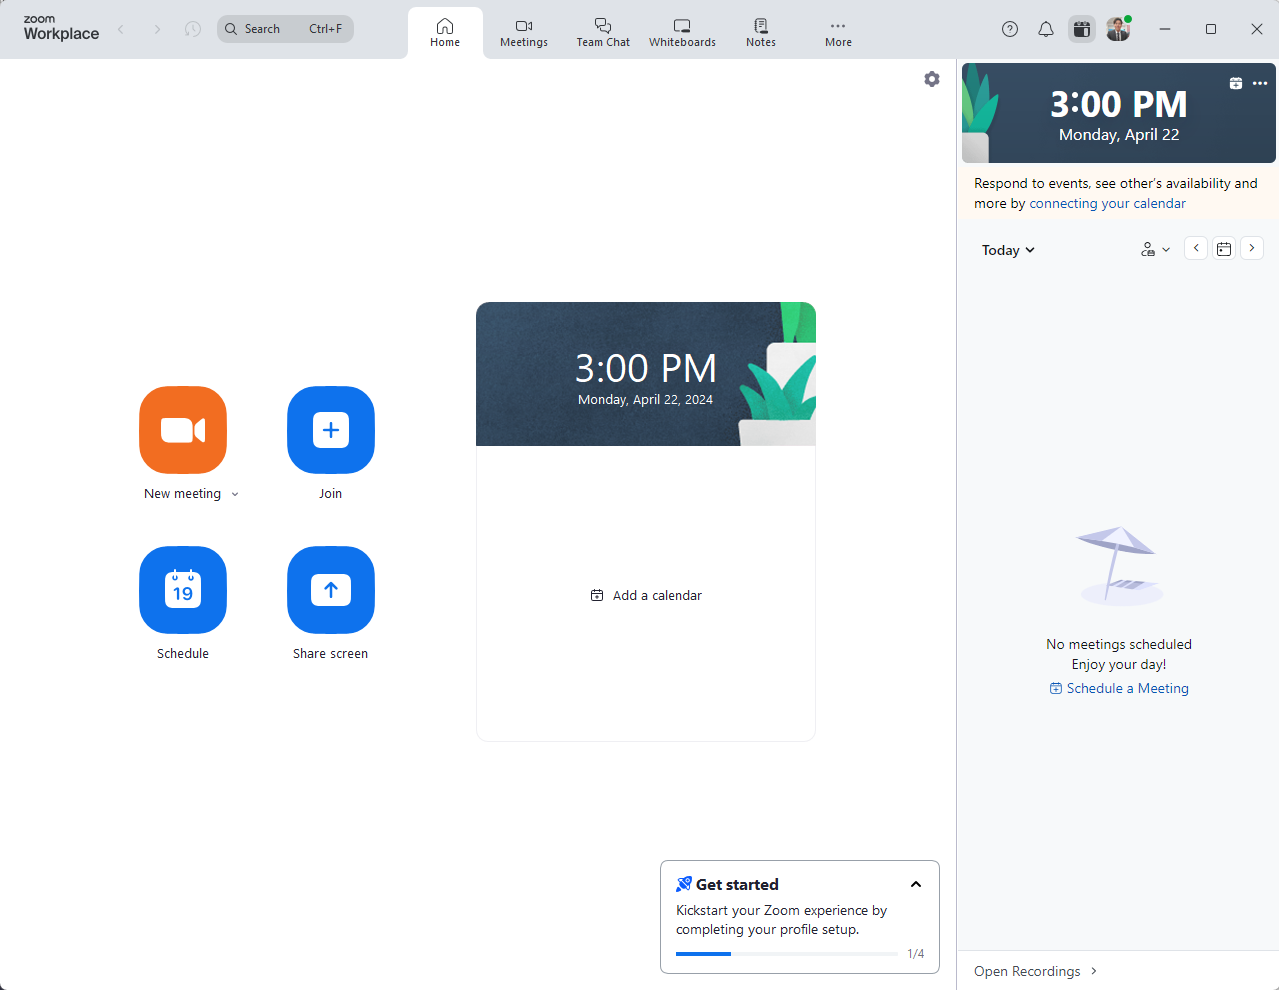 zoom
Workplace
Search Ctrl+F
Home
Meetings
Team Chat
Whiteboards
Notes
More
3:00 PM
Monday, April 22
Respond to events, see other's availability and
more by connecting your calendar
Today
3:00 PM
Monday, April 22, 2024
Add a calendar
New meeting
Join
19
Schedule
Share screen
No meetings scheduled
Enjoy your day!
Schedule a Meeting
Get started
Kickstart your Zoom experience by
completing your profile setup.
1/4
Open Recordings